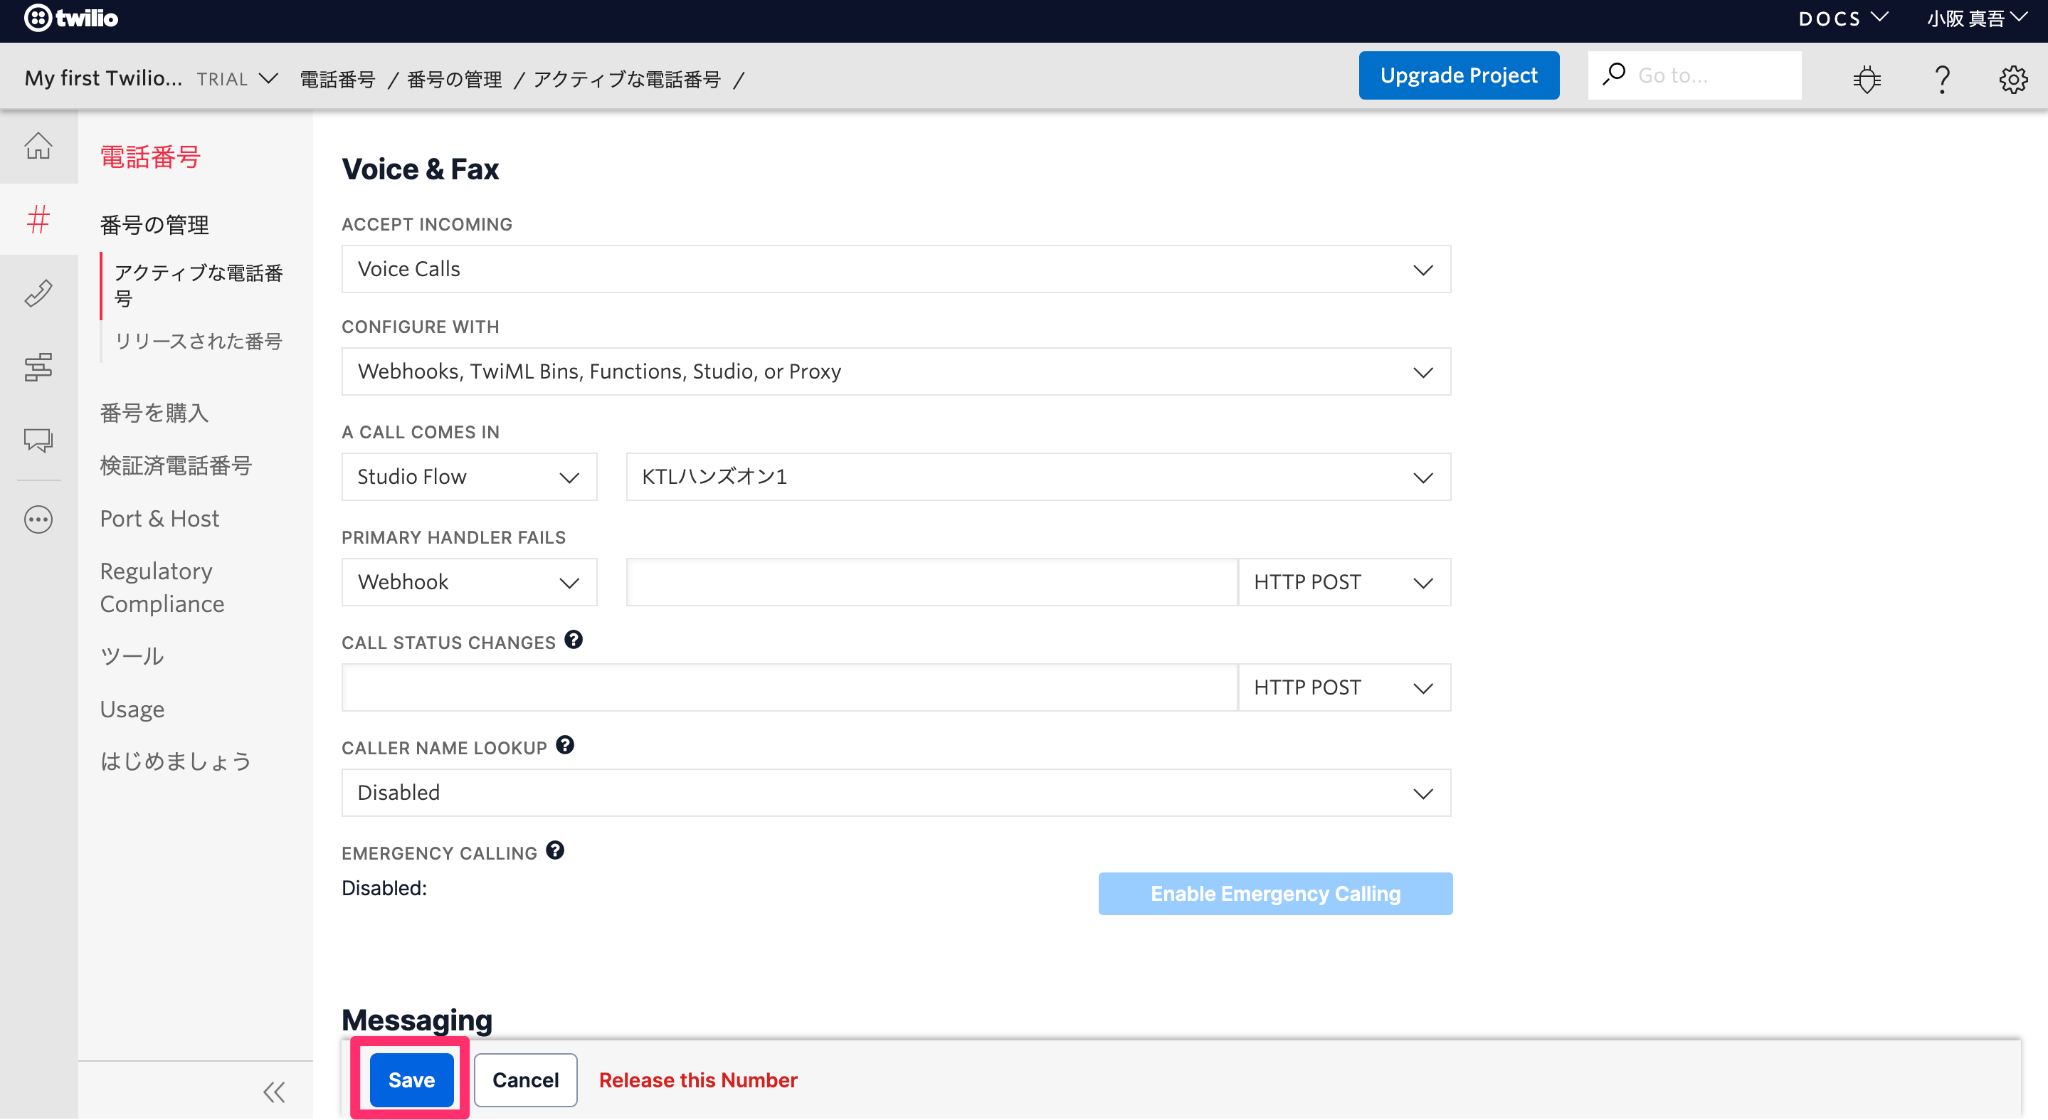 twilio
DOCS
小阪 真吾
My first Twilio... TRIAL
電話番号 / 番号の管理 / アクティブな電話番号 /
Upgrade Project
Go to...
電話番号
番号の管理
アクティブな電話番
号
リリースされた番号
番号を購入
検証済電話番号
Port & Host
Regulatory
Compliance
ツール
Usage
はじめましょう
Voice & Fax
ACCEPT INCOMING
Voice Calls
CONFIGURE WITH
Webhooks, TwiML Bins, Functions, Studio, or Proxy
A CALL COMES IN
Studio Flow
KTLハンズオン1
PRIMARY HANDLER FAILS
Webhook
HTTP POST
CALL STATUS CHANGES
HTTP POST
CALLER NAME LOOKUP
Disabled
EMERGENCY CALLING
Disabled:
Enable Emergency Calling
Messaging
Save
Cancel
Release this Number